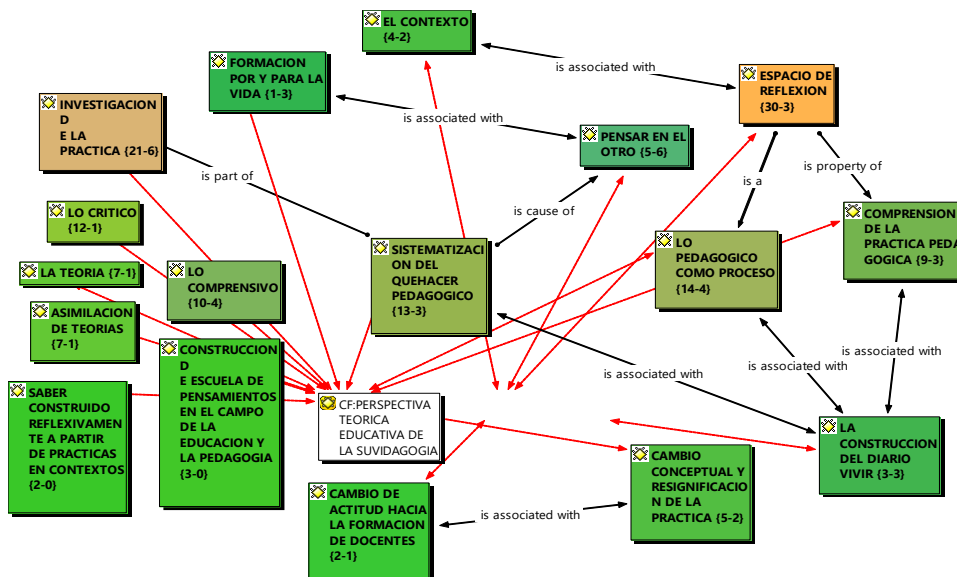 EL CONTEXTO
{4-2}
is associated with
FORMACION
POR Y PARA LA
VIDA {1-3}
ESPACIO DE
REFLEXION
{30-3}
INVESTIGACION
D
E LA
PRACTICA {21-6}
is associated with
PENSAR EN EL
OTRO {5-6}
is part of
is a
is property of
is cause of
LO CRITICO
{12-1}
SISTEMATIZACI
ION DEL
QUEHACER
PEDAGOGICO
{13-3}
LO
PEDAGOGICO
COMO PROCESO
{14-4}
COMPRENSION
DE LA
PRACTICA PEDA
GOGICA {9-3}
LA TEORIA {7-1}
LO
COMPRENSIVO
{10-4}
ASIMILACION
DE TEORIAS
{7-1}
CONSTRUCCION
D
E ESCUELA DE
PENSAMIENTOS
EN EL CAMPO
DE LA
EDUCACION Y
LA PEDAGOGIA
{3-0}
is associated with
is associated with
is associated with
SABER
CONSTRUIDO
REFLEXIVAMEN
TE A PARTIR
DE PRACTICAS
EN CONTEXTOS
{2-0}
CF:PERSPECTIVA
TEORICA
EDUCATIVA DE
LA SUVIDAGOGIA
LA
CONSTRUCCION
DEL DIARIO
VIVIR {3-3}
CAMBIO
CONCEPTUAL Y
RESIGNIFICACIO
N DE LA
PRACTICA {5-2}
CAMBIO DE
ACTITUD HACIA
LA FORMACION
DE DOCENTES
{2-1}
is associated with